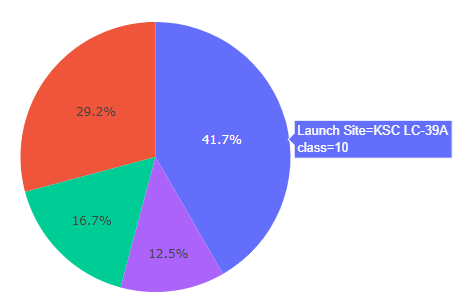 29.2%
41.7%
Launch Site=KSC LC-39A
class=10
16.7%
12.5%